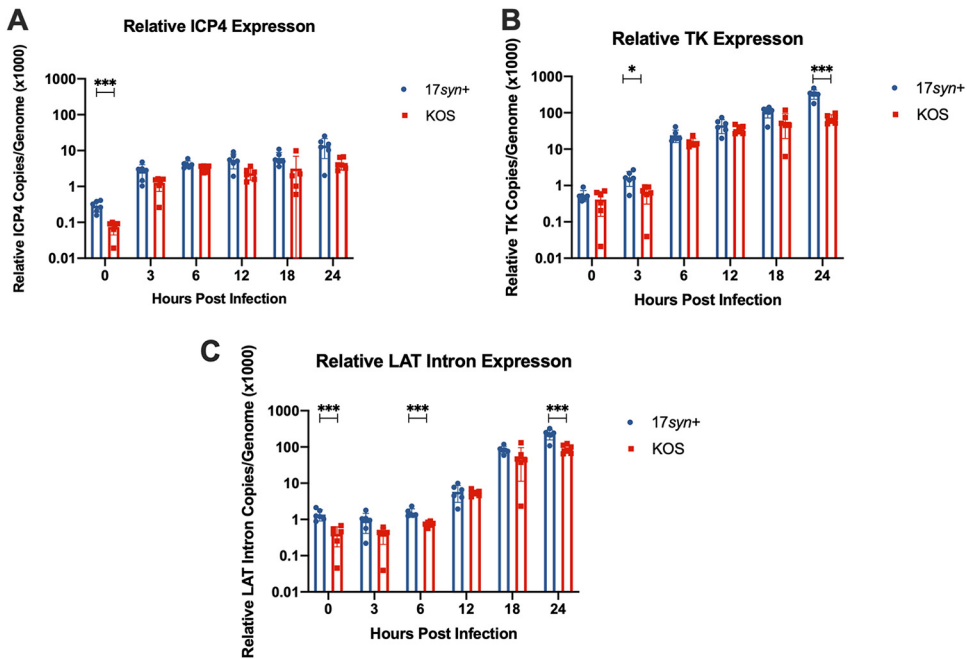 A
Relative ICP4 Expresson
Relative ICP4 Copies/Genome (x1000)
1000
100
10
1
0.1
0.01
***
0 3 6 12 18 24
Hours Post Infection
17syn+
KOS
B
Relative TK Expresson
Relative TK Copies/Genome (x1000)
1000
100
10
1
0.1
0.01
*
***
0 3 6 12 18 24
Hours Post Infection
17syn+
KOS
C
Relative LAT Intron Expresson
Relative LAT Intron Copies/Genome (x1000)
1000
100
10
1
0.1
0.01
***
***
***
0 3 6 12 18 24
Hours Post Infection
17syn+
KOS